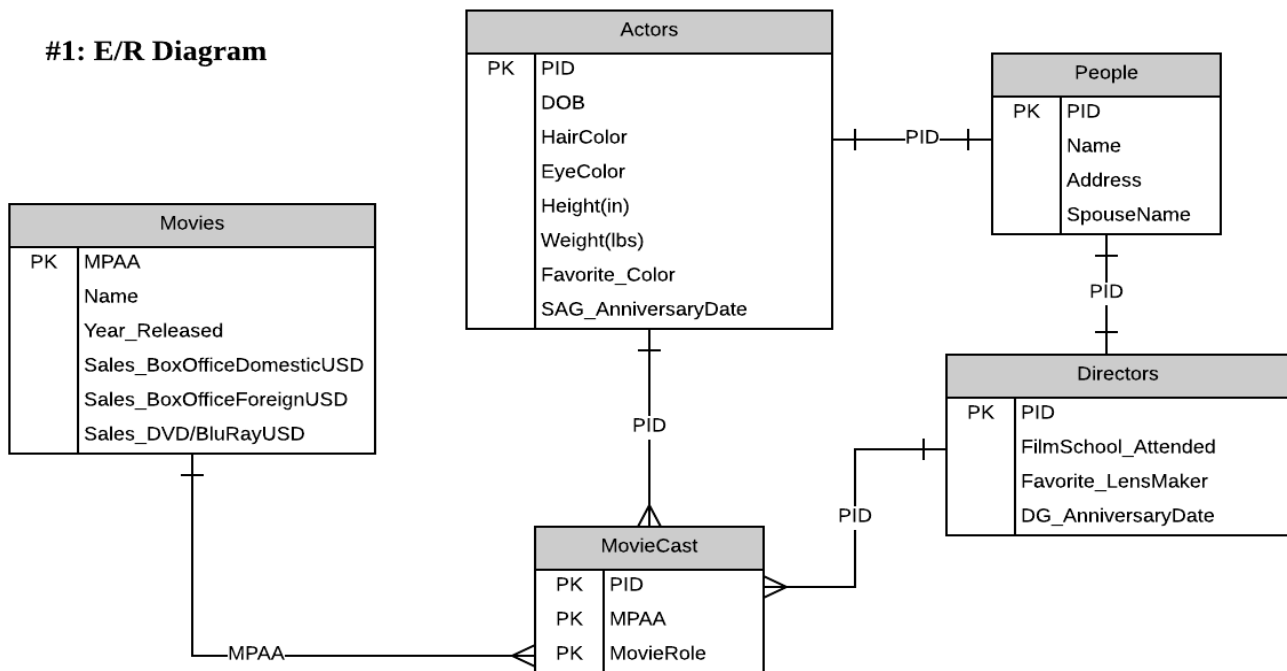 #1: E/R Diagram
Actors
PK PID
DOB
HairColor
EyeColor
Height(in)
Weight(lbs)
Favorite_Color
SAG_AnniversaryDate
PID
People
PK PID
Name
Address
SpouseName
PID
Movies
PK MPAA
Name
Year_Released
Sales_BoxOfficeDomesticUSD
Sales_BoxOfficeForeignUSD
Sales_DVD/BluRayUSD
Directors
PK PID
FilmSchool_Attended
Favorite_LensMaker
DG_AnniversaryDate
PID
PID
MovieCast
PK PID
PK MPAA
PK MovieRole
MPAA